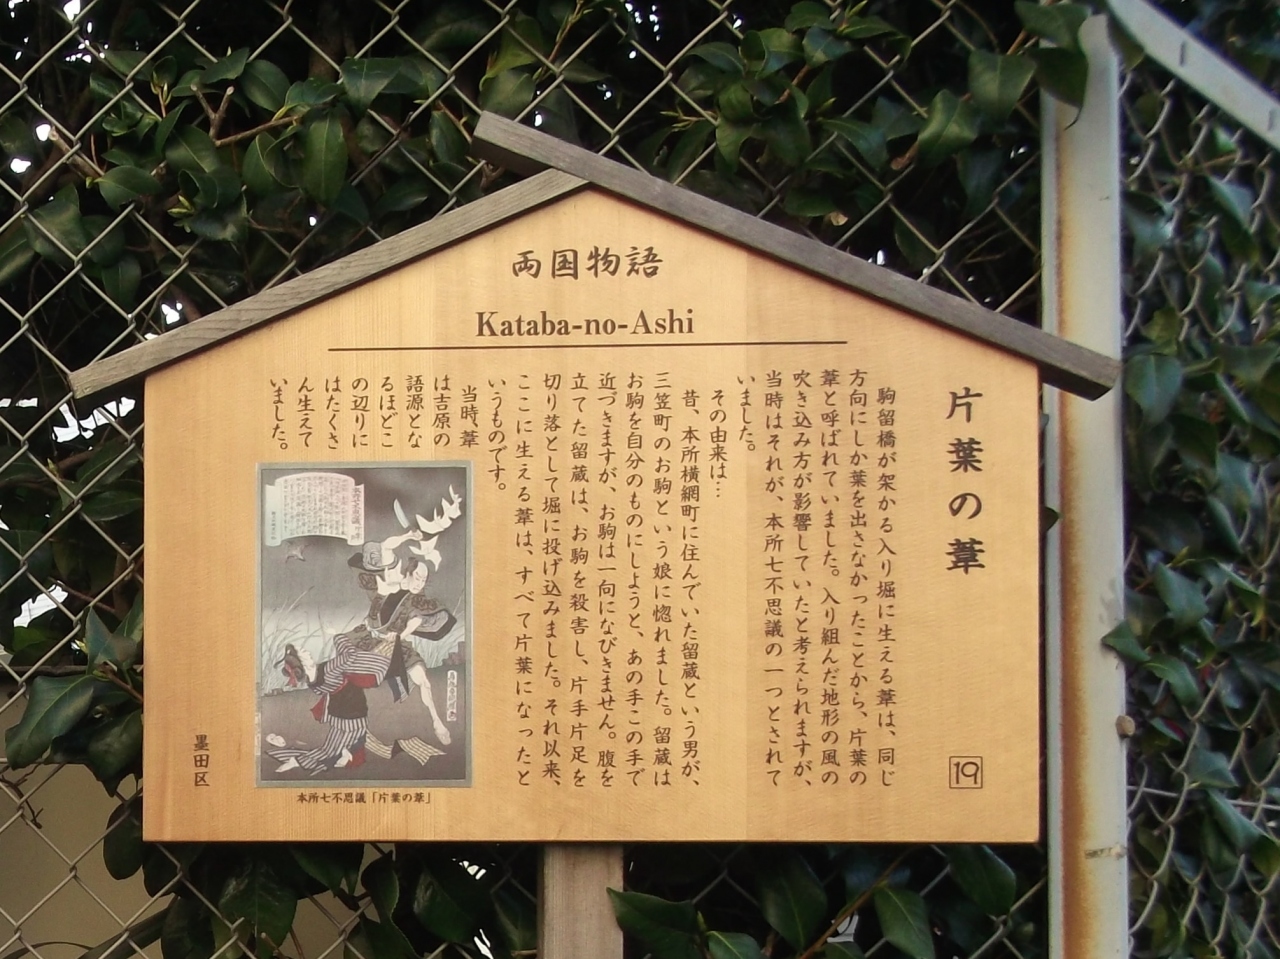 両国物語
Kataba-no-Ashi
片葉の葦
19
駒留橋が架かる入り堀に生える葦は、同じ
方向にしか葉を出さなかったことから、片葉の
葦と呼ばれていました。入り組んだ地形の風の
吹き込み方が影響していたと考えられますが、
当時はそれが、本所七不思議の一つとされて
いました。
その由来は…
昔、本所横網町に住んでいた留蔵という男が、
三笠町のお駒という娘に惚れました。留蔵は
お駒を自分のものにしようと、あの手この手で
近づきますが、お駒は一向になびきません。腹を
立てた留蔵は、お駒を殺害し、片手片足を
切り落として堀に投げ込みました。それ以来、
ここに生える葦は、すべて片葉になったと
いうものです。
当時、葦
は吉原の
語源とな
るほどこ
の辺りに
はたくさ
ん生えて
いました。
本所七不思議「片葉の葦」
墨田区